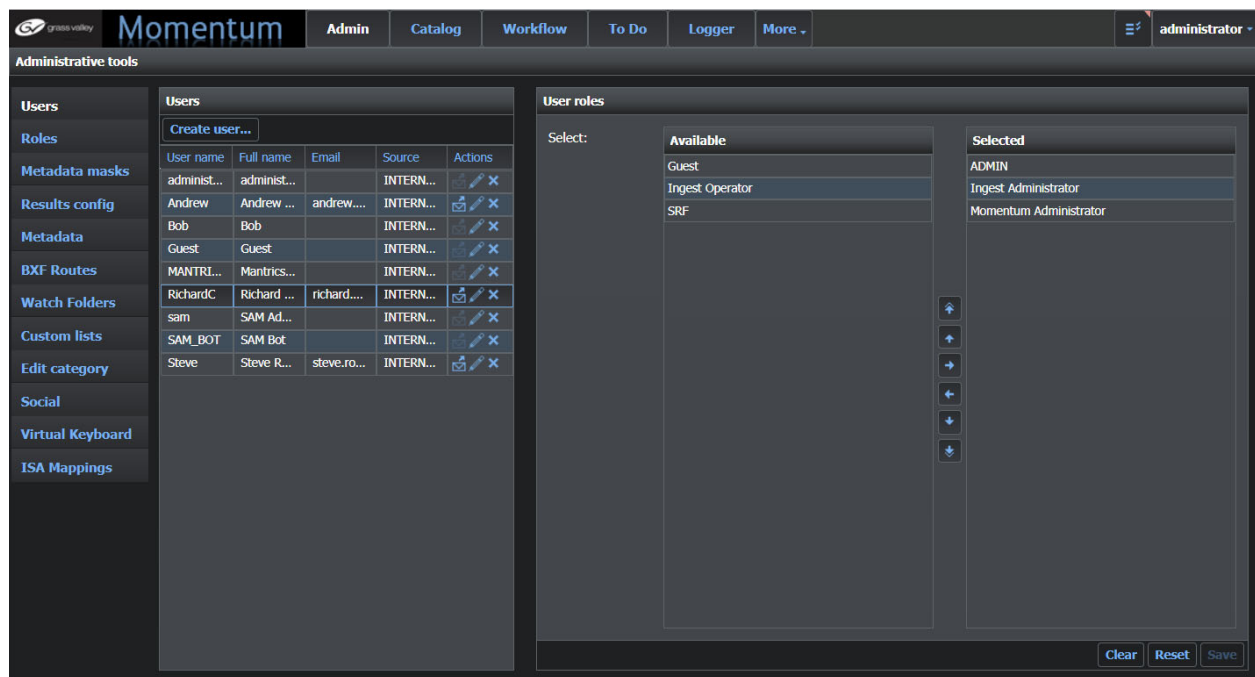 grass valley Momentum Admin Catalog Workflow To Do Logger More administrator
Administrative tools
Users
Roles
Metadata masks
Results config
Metadata
BXF Routes
Watch Folders
Custom lists
Edit category
Social
Virtual Keyboard
ISA Mappings
Users
Create user...
User name Full name Email Source Actions
administ... administ... INTERN...
Andrew Andrew ... andrew.... INTERN...
Bob Bob INTERN...
Guest Guest INTERN...
MANTRI... Mantrics... INTERN...
RichardC Richard ... richard.... INTERN...
sam SAM Ad... INTERN...
SAM_BOT SAM Bot INTERN...
Steve Steve R... steve.ro... INTERN...
User roles
Select:
Available
Guest
Ingest Operator
SRF
Selected
ADMIN
Ingest Administrator
Momentum Administrator
Clear Reset Save